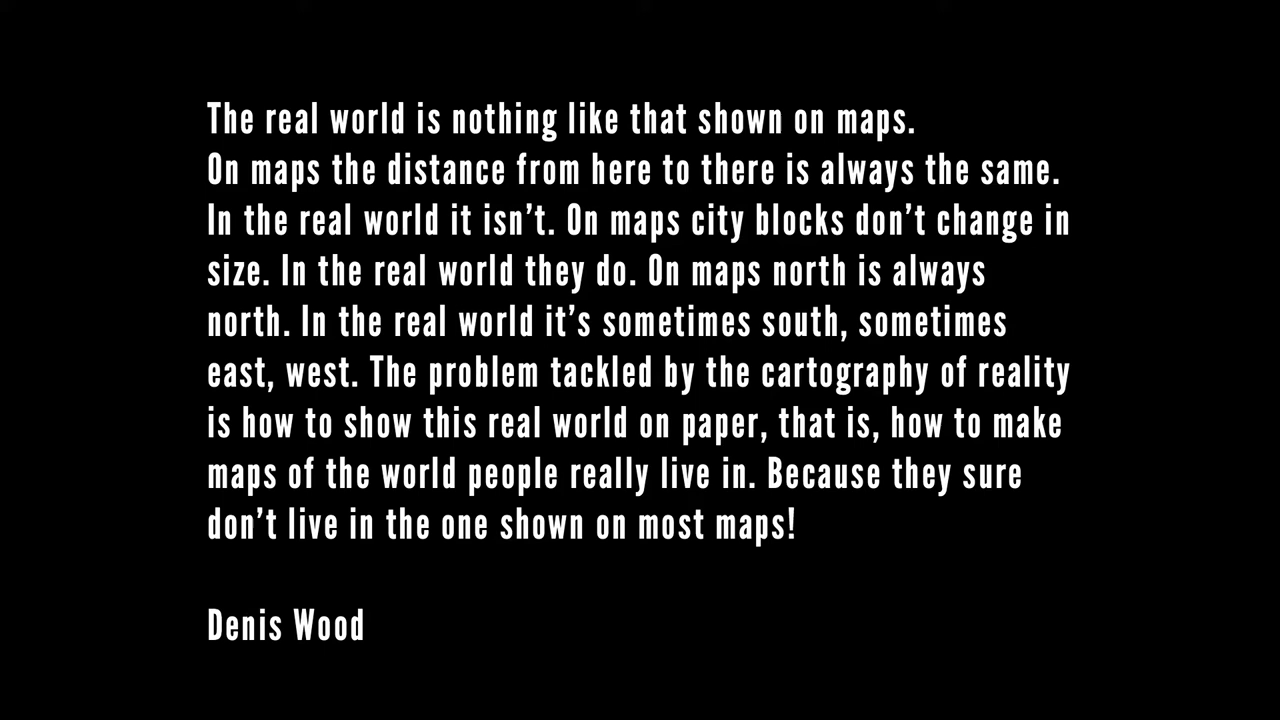 The real world is nothing like that shown on maps.
On maps the distance from here to there is always the same.
In the real world it isn’t. On maps city blocks don’t change in
size. In the real world they do. On maps north is always
north. In the real world it’s sometimes south, sometimes
east, west. The problem tackled by the cartography of reality
is how to show this real world on paper, that is, how to make
maps of the world people really live in. Because they sure
don’t live in the one shown on most maps!
Denis Wood